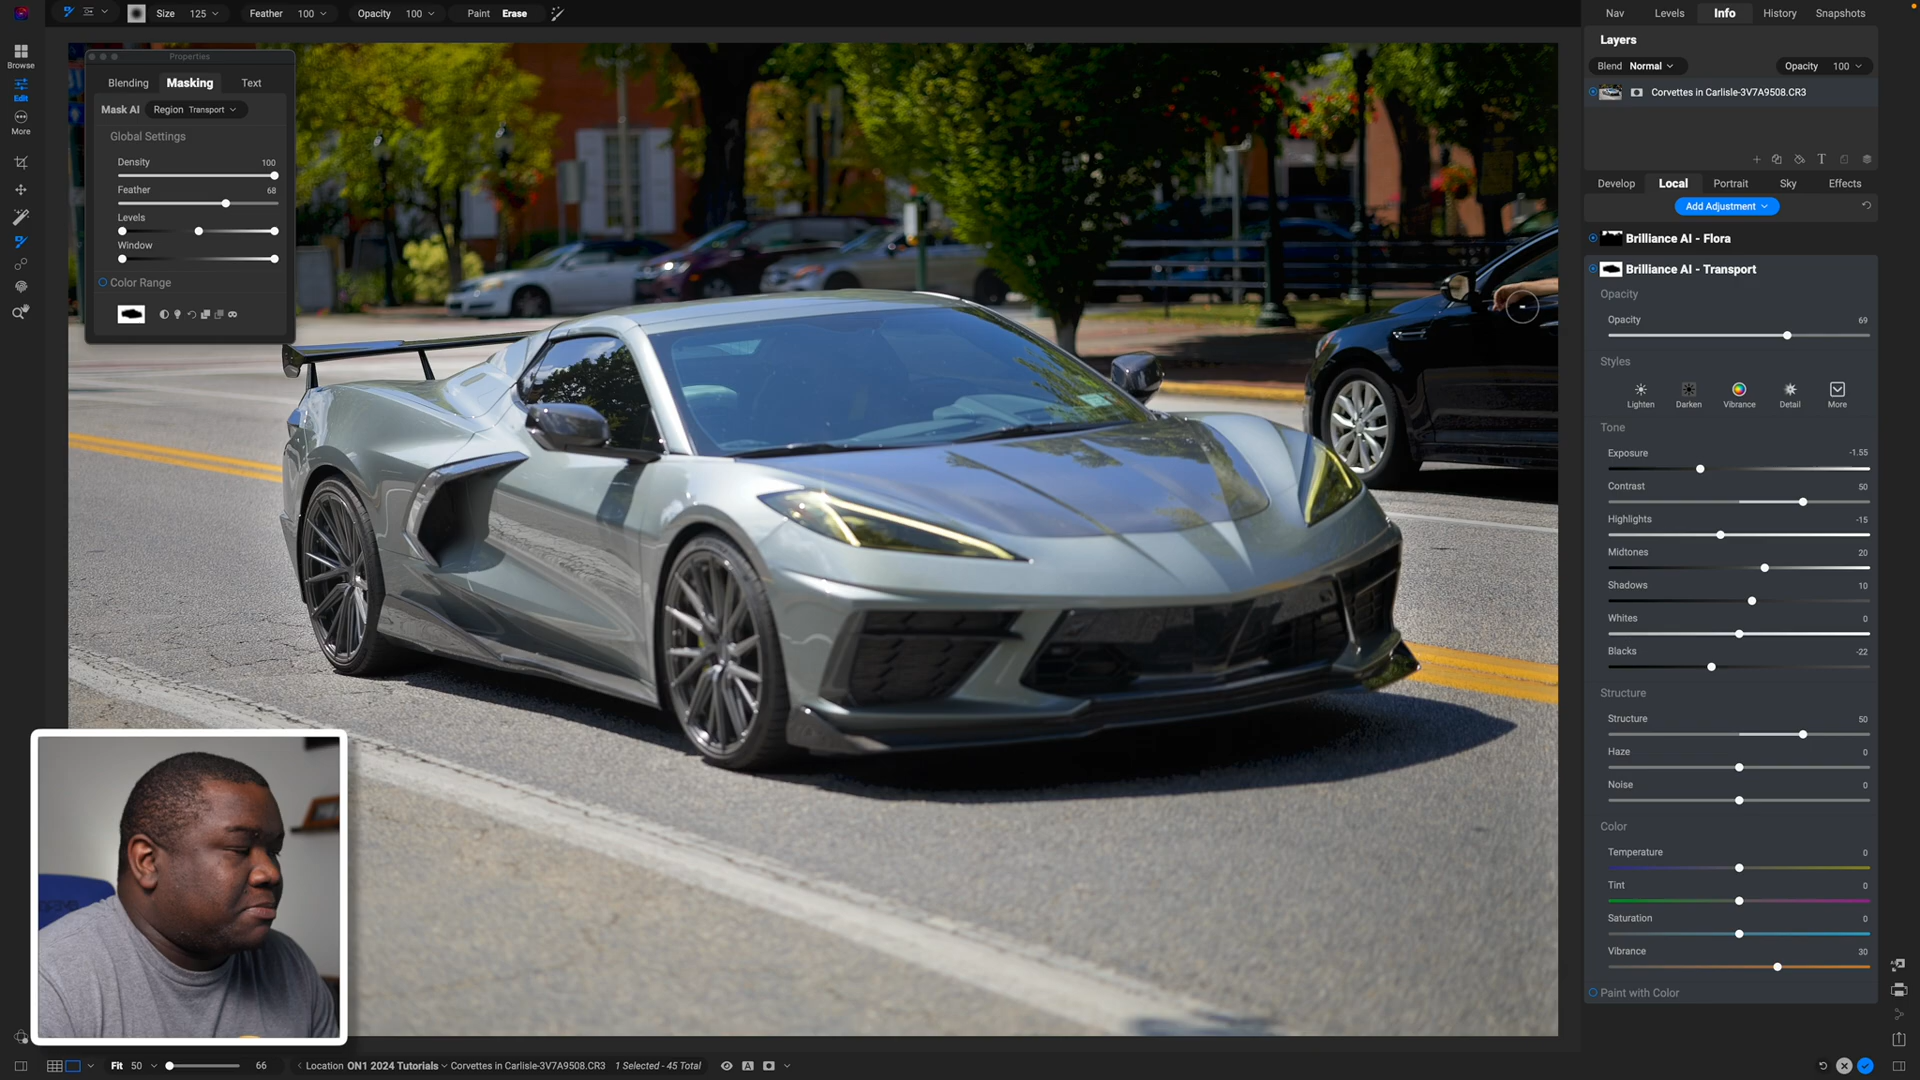 Size 125 Feather 100 Opacity 100 Paint Erase
Nav Levels Info History Snapshots
Browse
Edit
More
Properties
Blending Masking Text
Mask AI Region Transport
Global Settings
Density 100
Feather 68
Levels
Window
Color Range
Layers
Blend Normal Opacity 100
Corvettes in Carlisle-3V7A9508.CR3
Develop Local Portrait Sky Effects
Add Adjustment
Brilliance AI - Flora
Brilliance AI - Transport
Opacity
Opacity 69
Styles
Lighten Darken Vibrance Detail More
Tone
Exposure -1.55
Contrast 50
Highlights -15
Midtones 20
Shadows 10
Whites 0
Blacks -22
Structure
Structure 50
Haze 0
Noise 0
Color
Temperature 0
Tint 0
Saturation 0
Vibrance 30
Paint with Color
Fit 50 66 Location ON1 2024 Tutorials Corvettes in Carlisle-3V7A9508.CR3 1 Selected - 45 Total